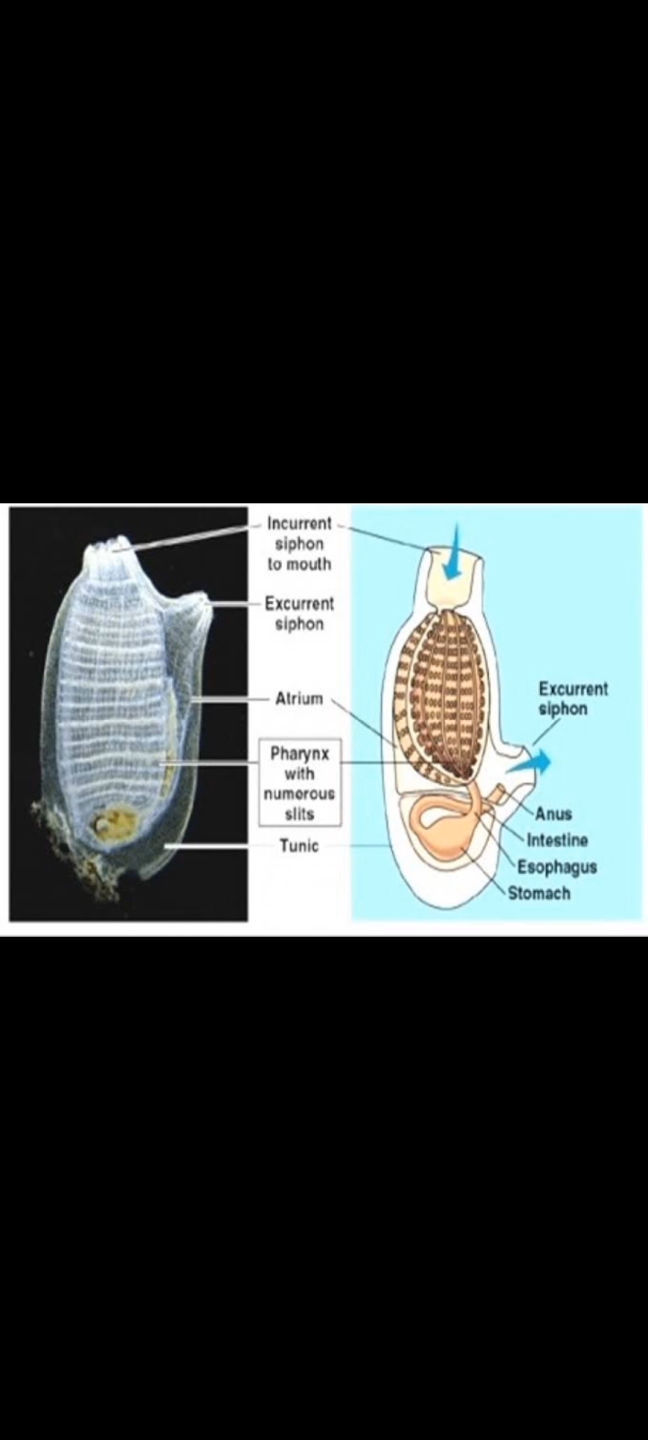 Incurrent
siphon
to mouth
Excurrent
siphon
Atrium
Pharynx
with
numerous
slits
Tunic
Excurrent
siphon
Anus
Intestine
Esophagus
Stomach